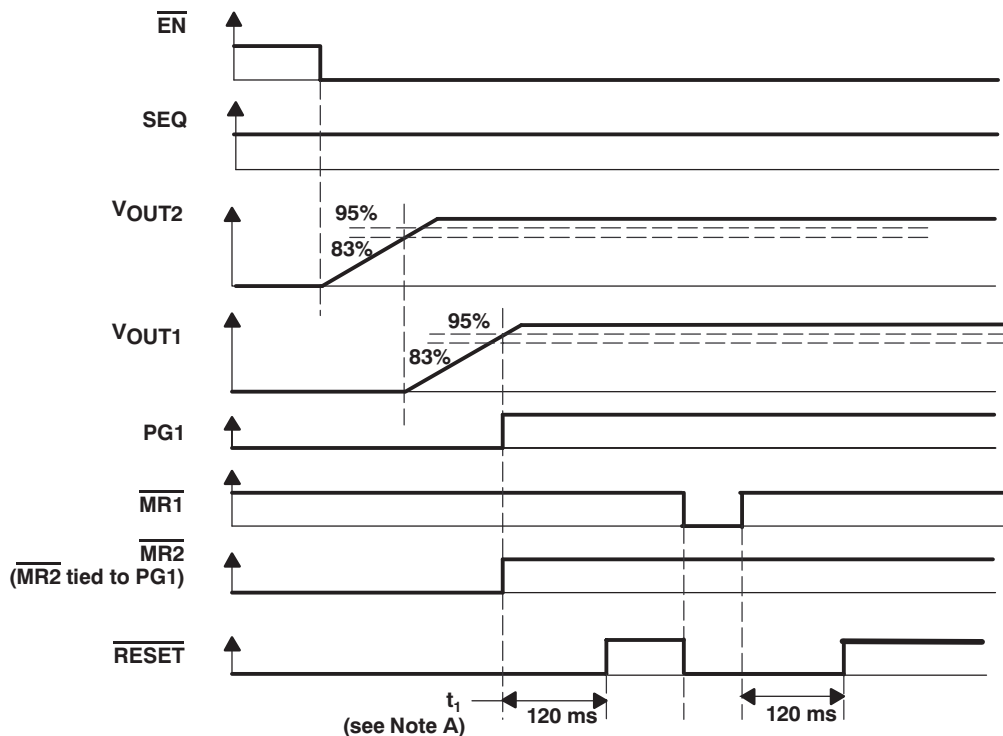 EN
SEQ
VOUT2
95%
83%
VOUT1
95%
83%
PG1
MR1
MR2
(MR2 tied to PG1)
RESET
t1
(see Note A)
120 ms
120 ms